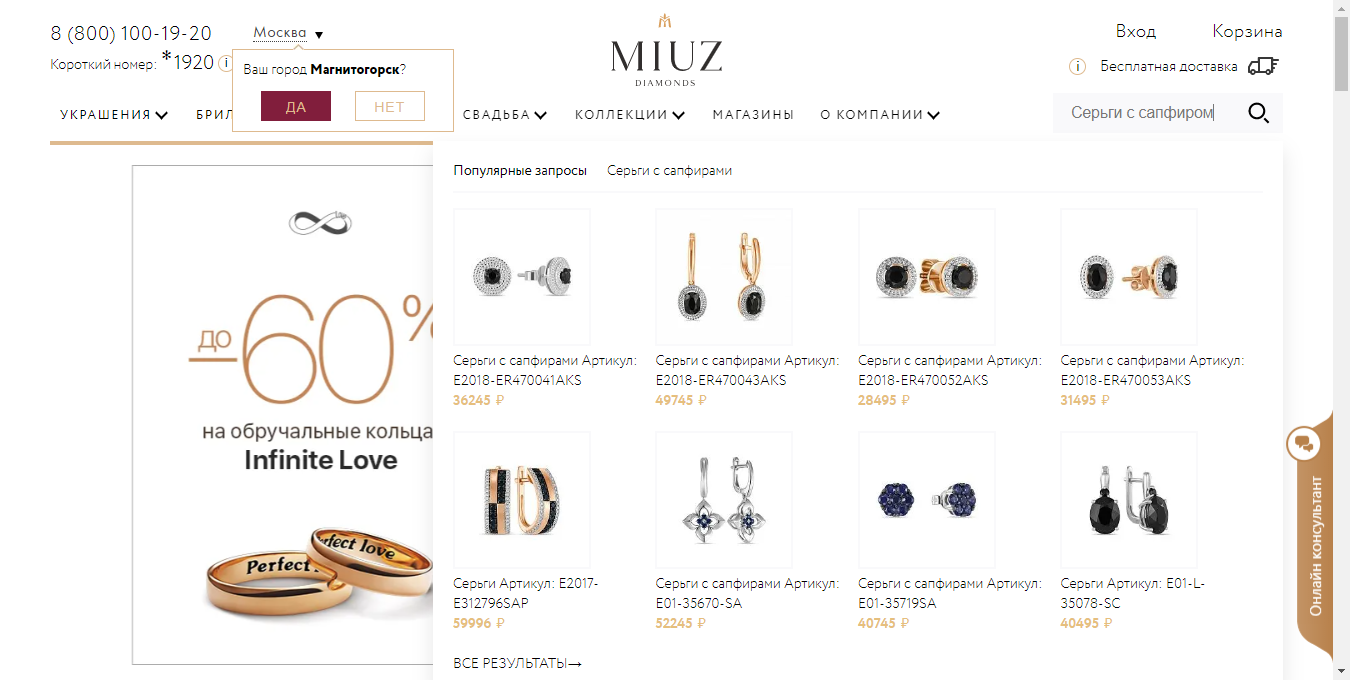 8 (800) 100-19-20
Москва
Вход
Корзина
Короткий номер: *1920 i
Ваш город Магнитогорск?
ДА
НЕТ
MIUZ
DIAMONDS
i Бесплатная доставка
УКРАШЕНИЯ
СВАДЬБА
КОЛЛЕКЦИИ
МАГАЗИНЫ
О КОМПАНИИ
Серьги с сапфиром
Популярные запросы
Серьги с сапфирами
до 60%
на обручальные кольца
Infinite Love
Perfect
Perfect love
Серьги с сапфирами Артикул:
E2018-ER470041AKS
36245 ₽
Серьги с сапфирами Артикул:
E2018-ER470043AKS
49745 ₽
Серьги с сапфирами Артикул:
E2018-ER470052AKS
28495 ₽
Серьги с сапфирами Артикул:
E2018-ER470053AKS
31495 ₽
Серьги Артикул: E2017-
E312796SAP
59996 ₽
Серьги с сапфирами Артикул:
E01-35670-SA
52245 ₽
Серьги с сапфирами Артикул:
E01-35719SA
40745 ₽
Серьги Артикул: E01-L-
35078-SC
40495 ₽
ВСЕ РЕЗУЛЬТАТЫ→
Онлайн консультант